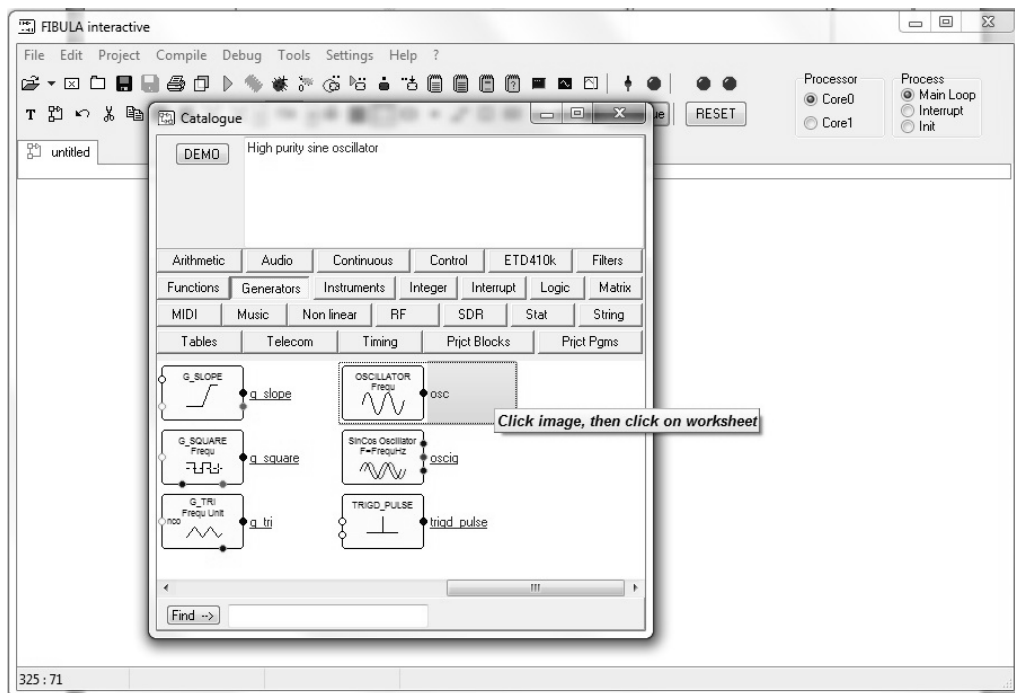 FIBULA interactive
File Edit Project Compile Debug Tools Settings Help ?
Processor
Core0
Core1
Process
Main Loop
Interrupt
Init
T
RESET
untitled
Catalogue
DEMO
High purity sine oscillator
Arithmetic Audio Continuous Control ETD410k Filters
Functions Generators Instruments Integer Interrupt Logic Matrix
MIDI Music Non linear RF SDR Stat String
Tables Telecom Timing Prjct Blocks Prjct Pgms
G_SLOPE
g_slope
OSCILLATOR
Frequ
osc
Click image, then click on worksheet
G_SQUARE
Frequ
g_square
SinCos Oscillator
F=FrequHz
osciq
G_TRI
Frequ Unit
nco
g_tri
TRIGD_PULSE
trigd_pulse
Find -->
325 : 71